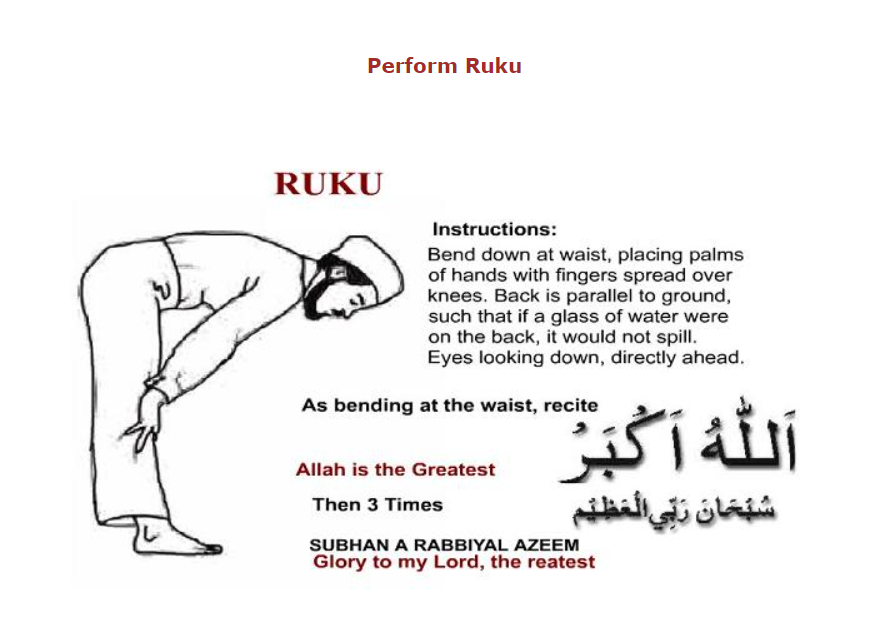 Perform Ruku
RUKU
Instructions:
Bend down at waist, placing palms
of hands with fingers spread over
knees. Back is parallel to ground,
such that if a glass of water were
on the back, it would not spill.
Eyes looking down, directly ahead.
As bending at the waist, recite
اَللّٰهُ اَكْبَرُ
Allah is the Greatest
Then 3 Times
سُبْحَانَ رَبِّيَ الْعَظِيْم
SUBHAN A RABBIYAL AZEEM
Glory to my Lord, the reatest